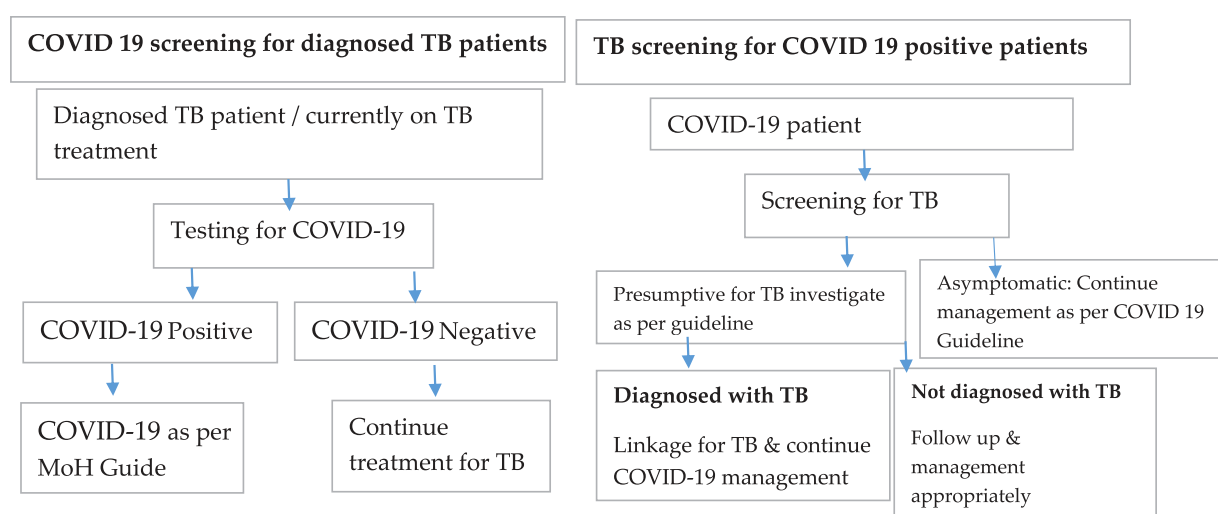 COVID 19 screening for diagnosed TB patients
Diagnosed TB patient / currently on TB
treatment
Testing for COVID-19
COVID-19 Positive
COVID-19 Negative
COVID-19 as per
MoH Guide
Continue
treatment for TB
TB screening for COVID 19 positive patients
COVID-19 patient
Screening for TB
Presumptive for TB investigate
as per guideline
Asymptomatic: Continue
management as per COVID 19
Guideline
Diagnosed with TB
Linkage for TB & continue
COVID-19 management
Not diagnosed with TB
Follow up &
management
appropriately